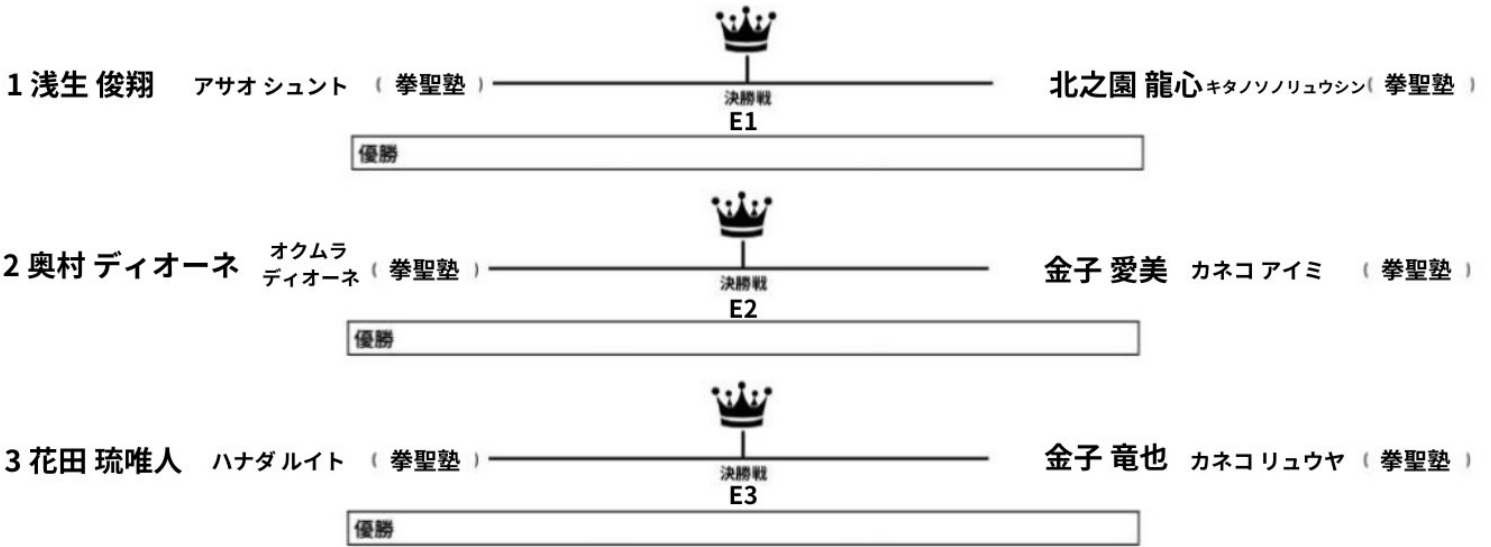 1 浅生 俊翔 アサオ シュント ( 拳聖塾 ) 北之園 龍心 キタノソノリュウシン ( 拳聖塾 )
決勝戦
E1
優勝
2 奥村 ディオーネ オクムラ ディオーネ ( 拳聖塾 ) 金子 愛美 カネコ アイミ ( 拳聖塾 )
決勝戦
E2
優勝
3 花田 琉唯人 ハナダ ルイト ( 拳聖塾 ) 金子 竜也 カネコ リュウヤ ( 拳聖塾 )
決勝戦
E3
優勝